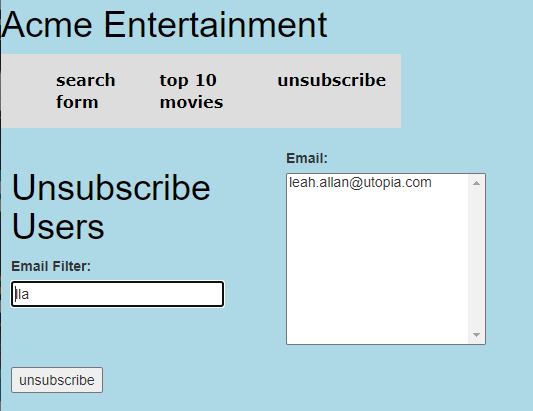 Acme Entertainment
search form
top 10 movies
unsubscribe
Unsubscribe
Users
Email Filter:
lla
unsubscribe
Email:
leah.allan@utopia.com